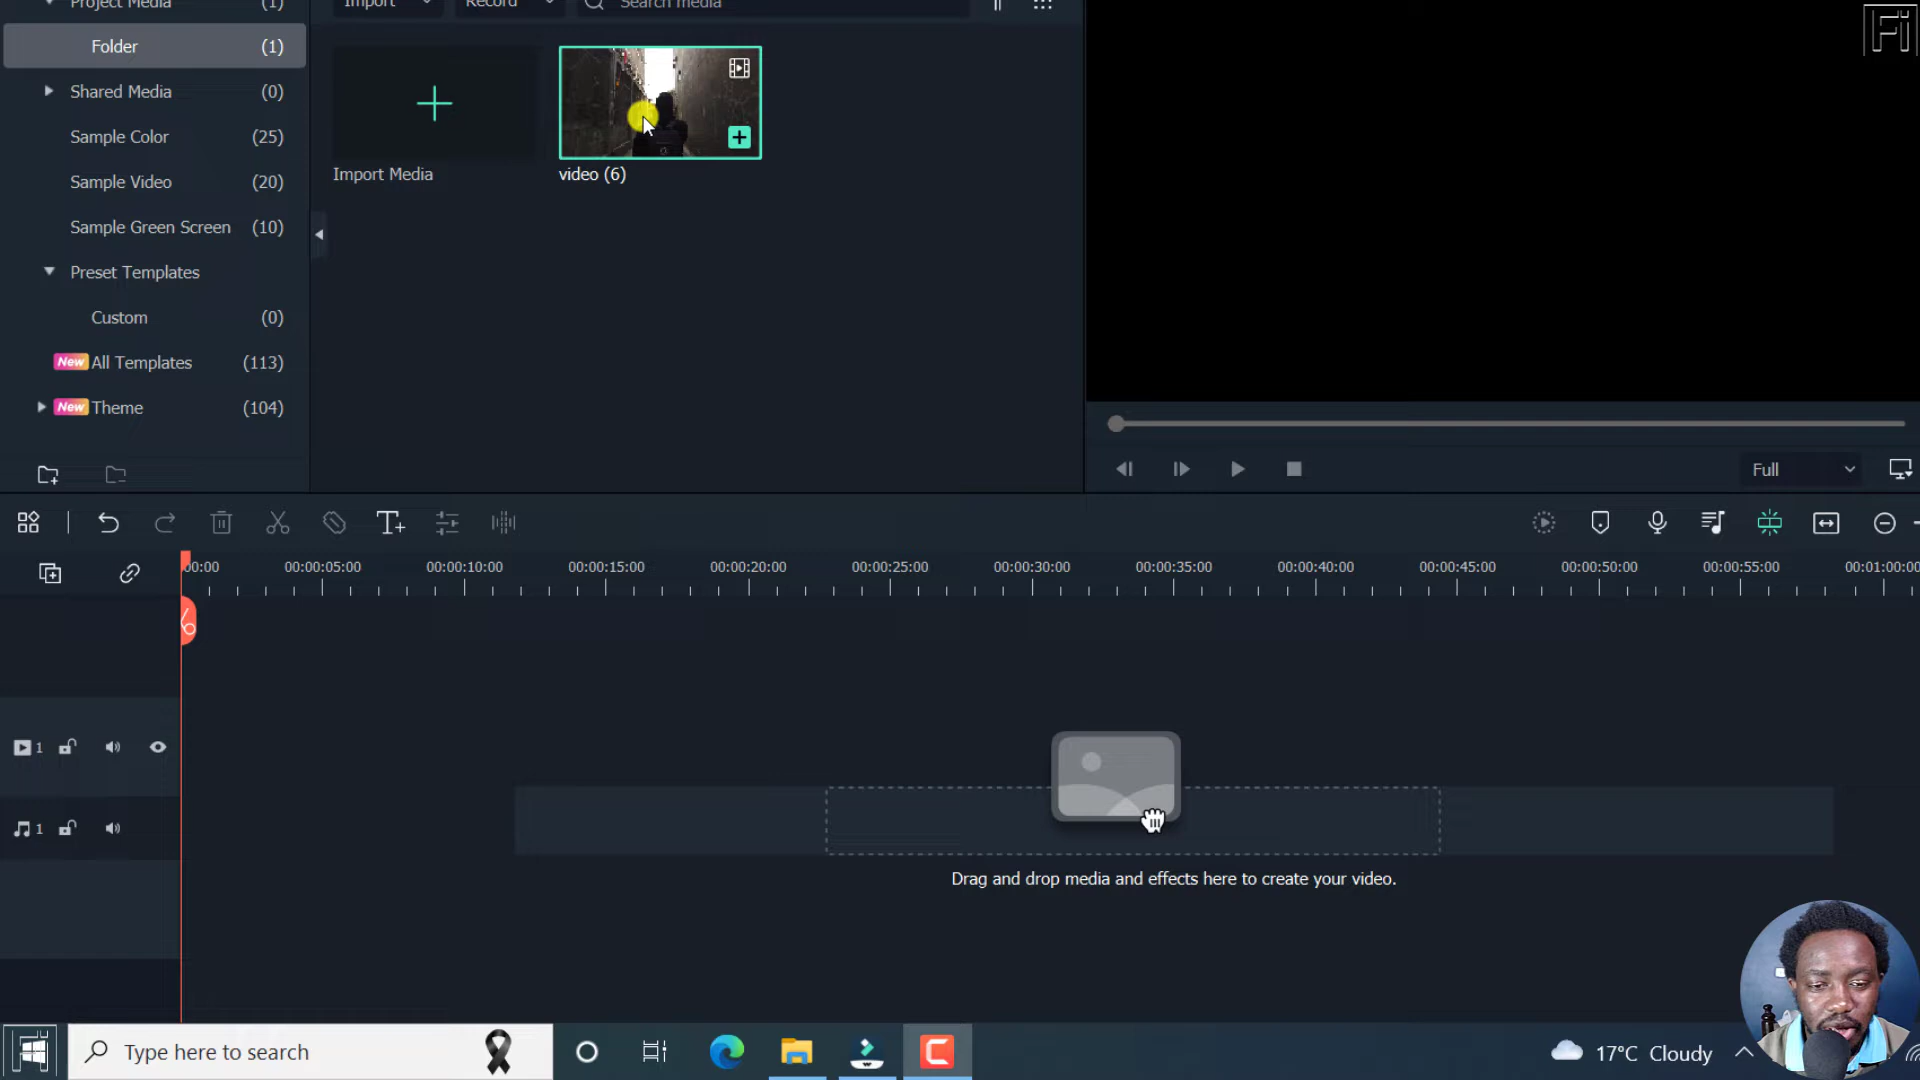 Project Media (1)
Import Record Search media
Folder (1)
Shared Media (0)
Sample Color (25)
Sample Video (20)
Sample Green Screen (10)
Preset Templates
Custom (0)
New All Templates (113)
New Theme (104)
Import Media
video (6)
Fi
Full
00:00 00:00:05:00 00:00:10:00 00:00:15:00 00:00:20:00 00:00:25:00 00:00:30:00 00:00:35:00 00:00:40:00 00:00:45:00 00:00:50:00 00:00:55:00 00:01:00:00
1
1
Drag and drop media and effects here to create your video.
Type here to search
17°C Cloudy